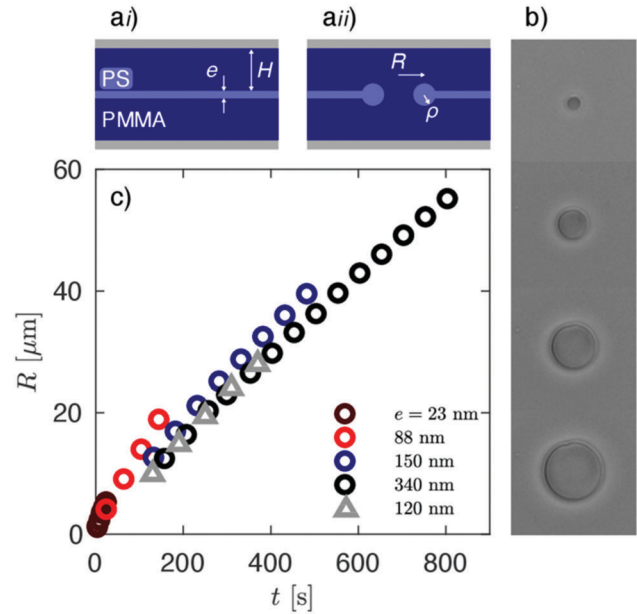 ai)
aii)
b)
e
H
R
PS
ρ
PMMA
c)
60
40
20
0
R [μm]
e = 23 nm
88 nm
150 nm
340 nm
120 nm
0
200
400
600
800
t [s]